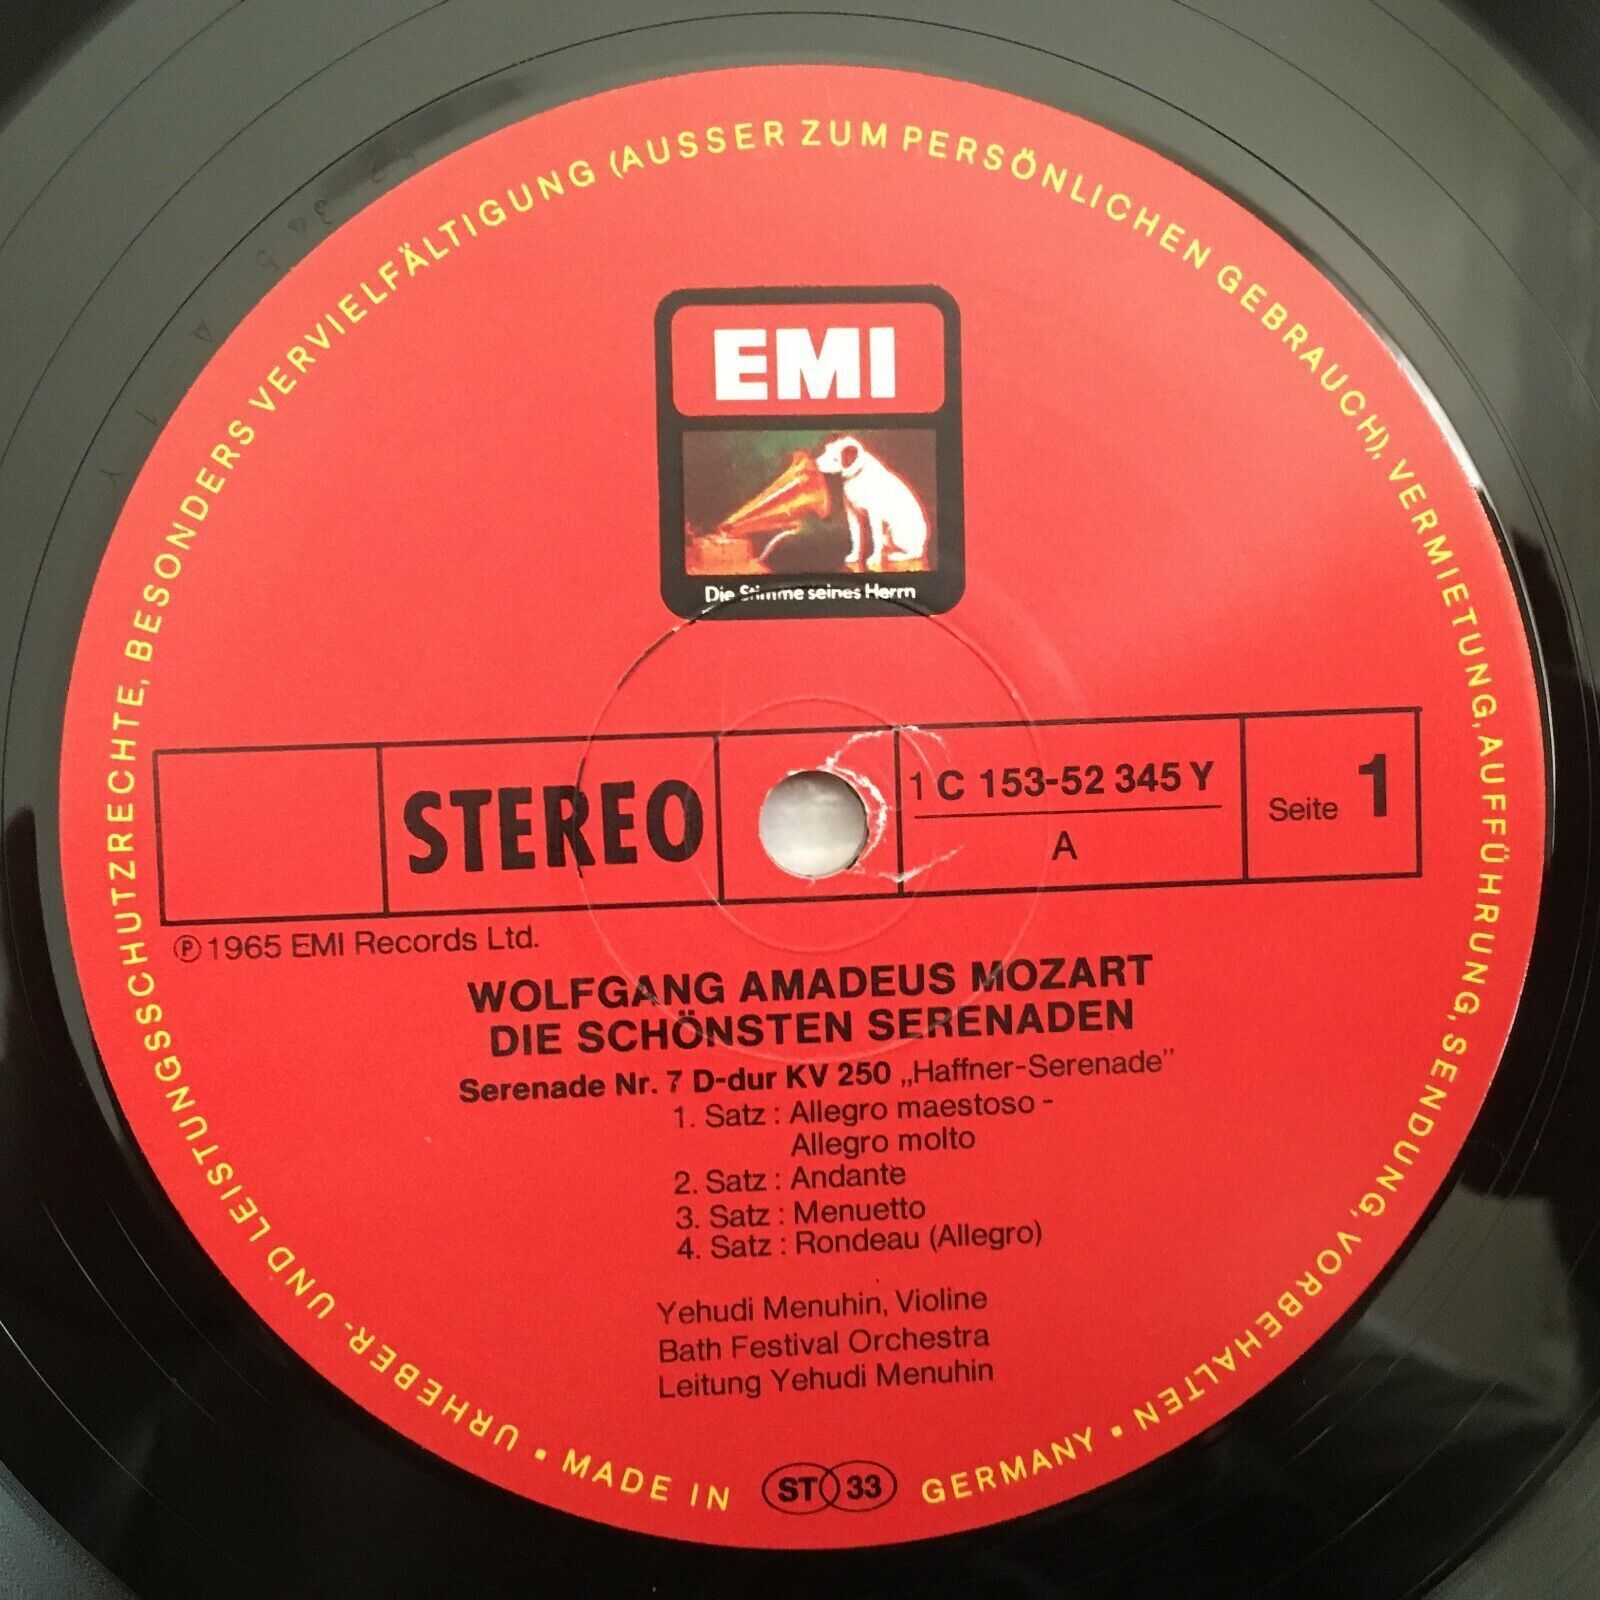 URHEBER- UND LEISTUNGSSCHUTZRECHTE, BESONDERS VERVIELFÄLTIGUNG (AUSSER ZUM PERSÖNLICHEN GEBRAUCH), VERMIETUNG, AUFFÜHRUNG, SENDUNG, VORBEHALTEN
EMI
Die Stimme seines Herrn
STEREO
1 C 153-52 345 Y
A
Seite 1
℗ 1965 EMI Records Ltd.
WOLFGANG AMADEUS MOZART
DIE SCHÖNSTEN SERENADEN
Serenade Nr. 7 D-dur KV 250 „Haffner-Serenade”
1. Satz : Allegro maestoso -
Allegro molto
2. Satz : Andante
3. Satz : Menuetto
4. Satz : Rondeau (Allegro)
Yehudi Menuhin, Violine
Bath Festival Orchestra
Leitung Yehudi Menuhin
• MADE IN ST 33 GERMANY •